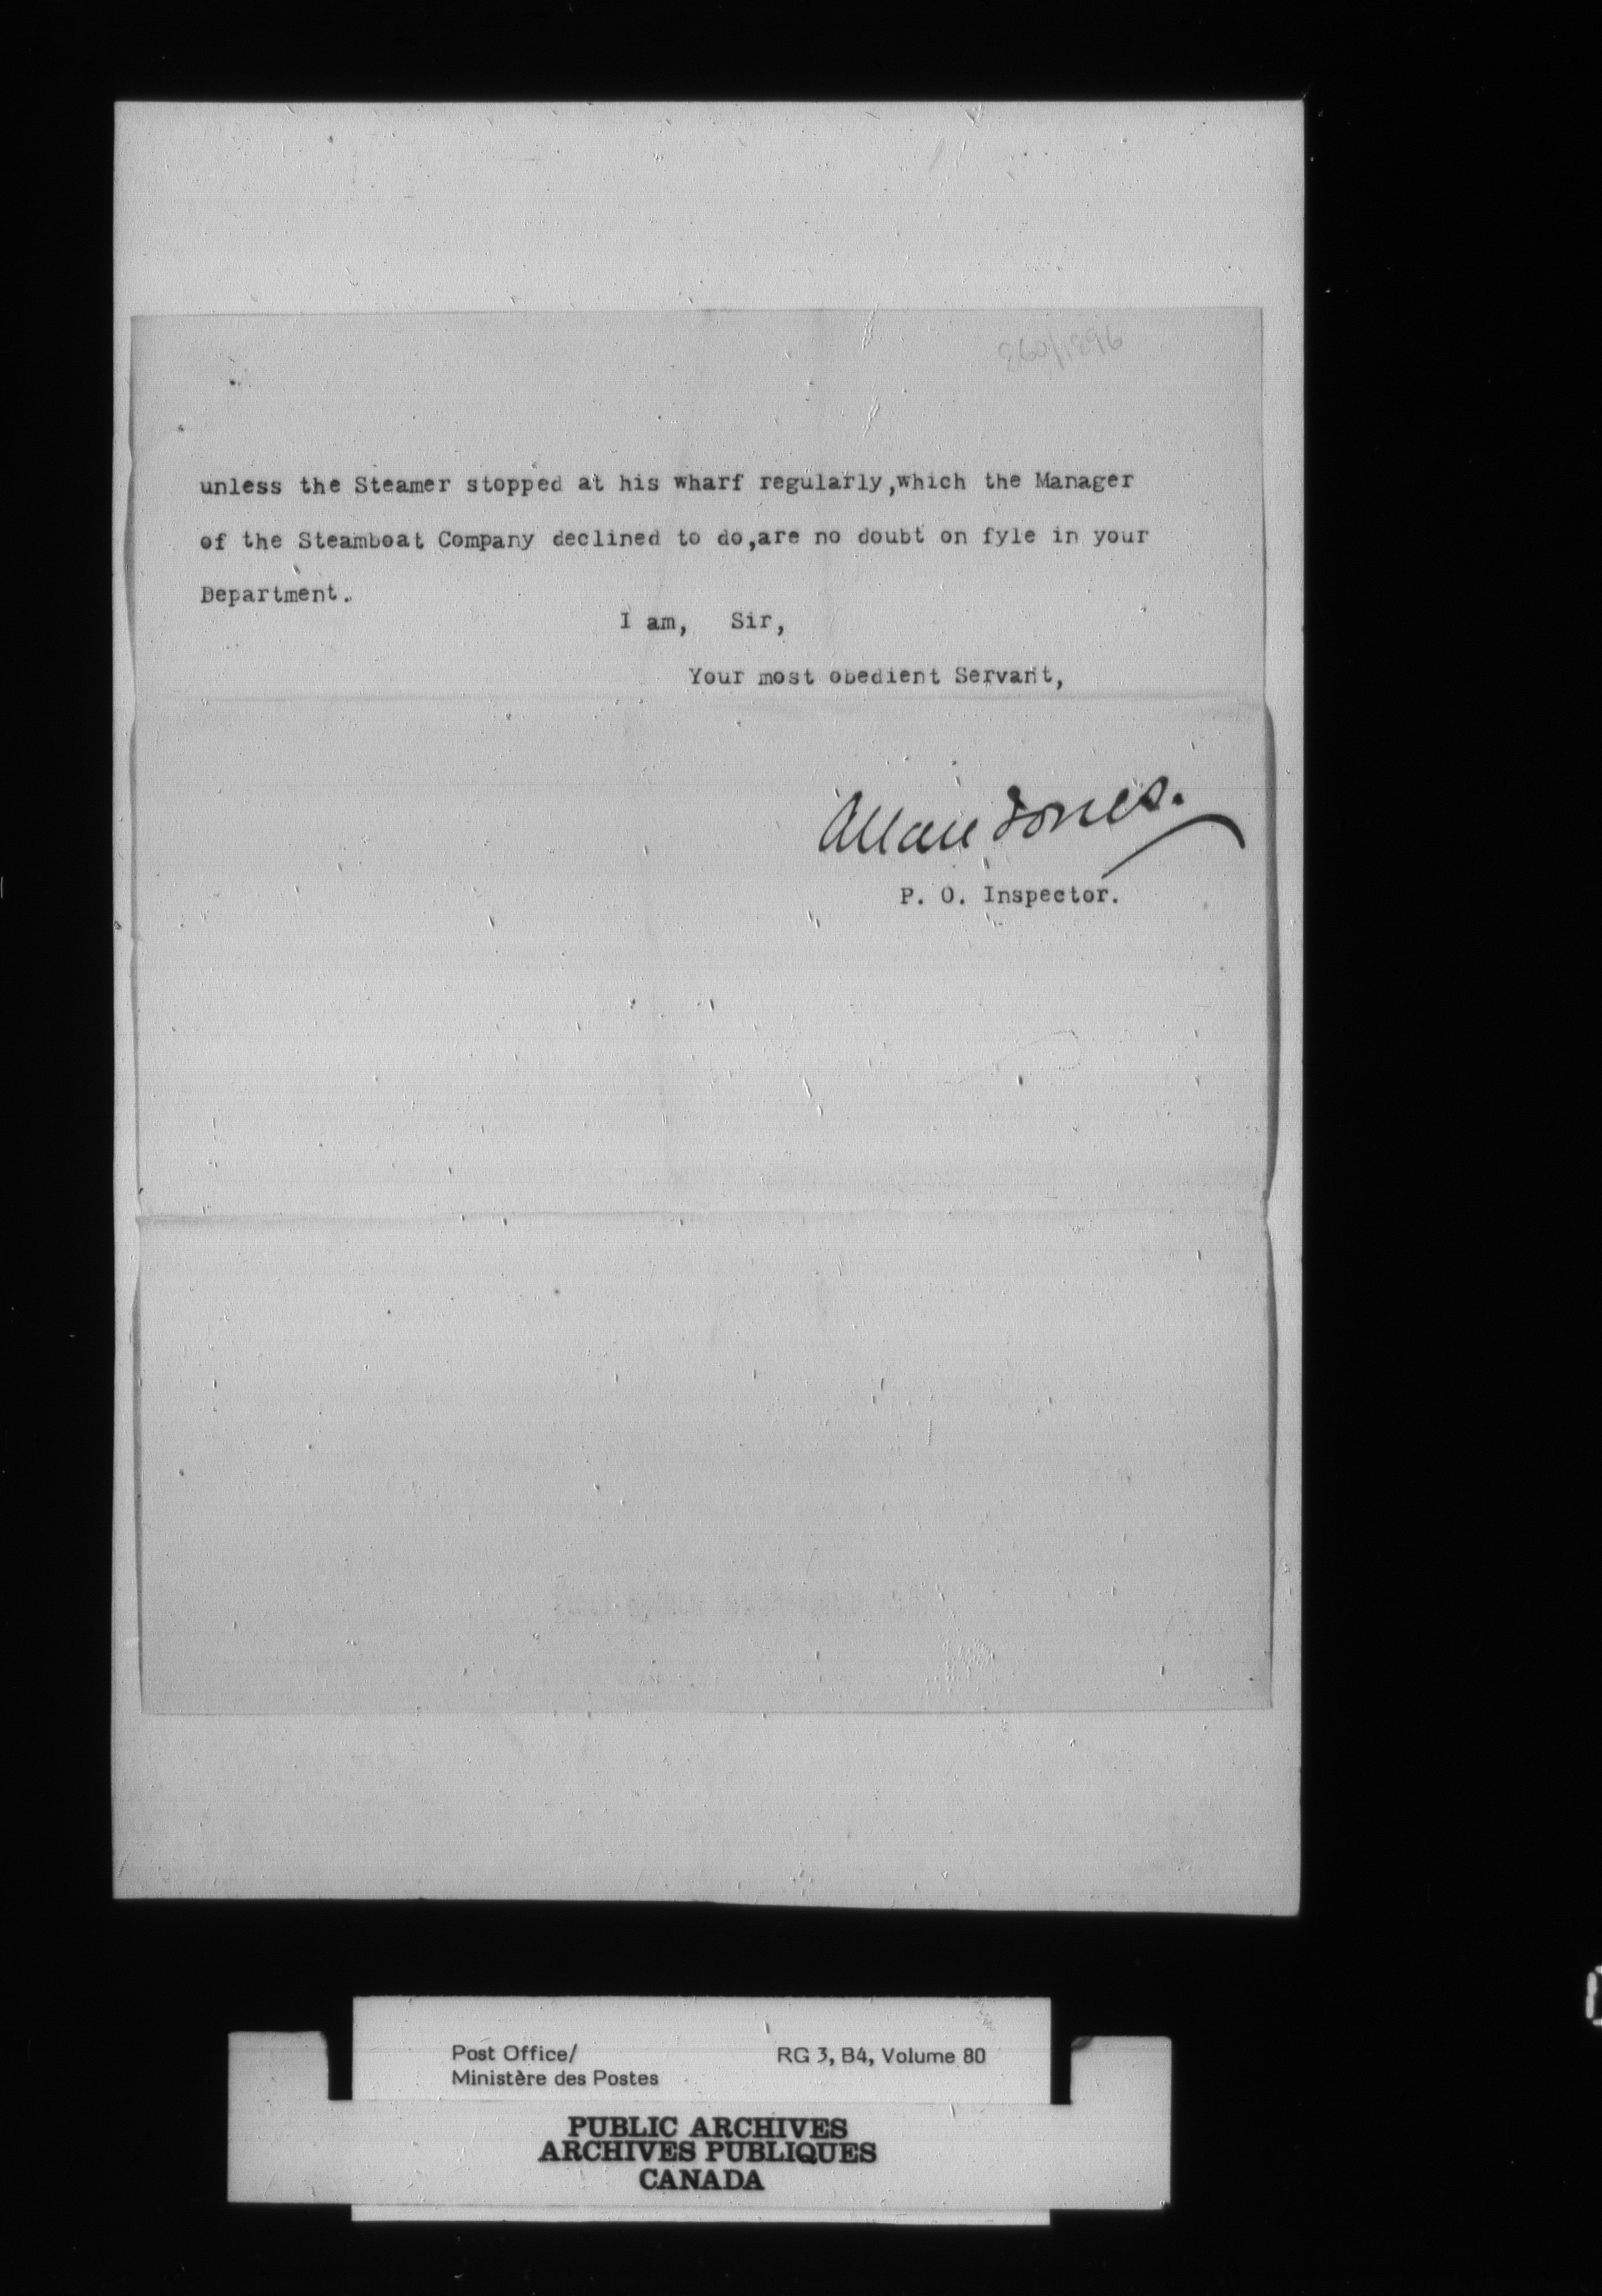 860/1896
unless the Steamer stopped at his wharf regularly,which the Manager
of the Steamboat Company declined to do,are no doubt on fyle in your
Department.
I am,   Sir,
Your most obedient Servant,
Allan Jones.
P. O. Inspector.
Post Office/
Ministère des Postes
RG 3, B4, Volume 80
PUBLIC ARCHIVES
ARCHIVES PUBLIQUES
CANADA